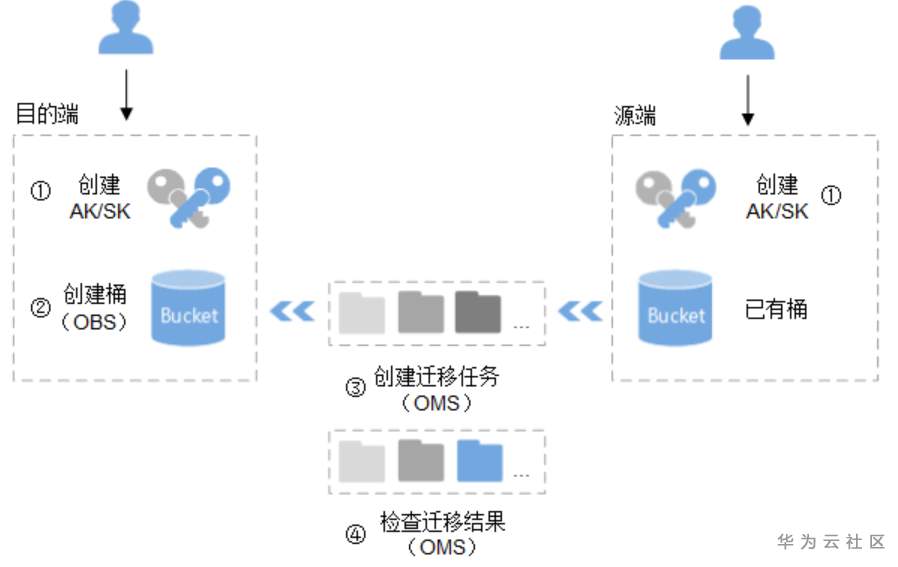 目的端
源端
① 创建
AK/SK
创建 ①
AK/SK
② 创建桶
（OBS）
Bucket
...
Bucket
已有桶
③ 创建迁移任务
（OMS）
...
④ 检查迁移结果
（OMS）
华为云社区